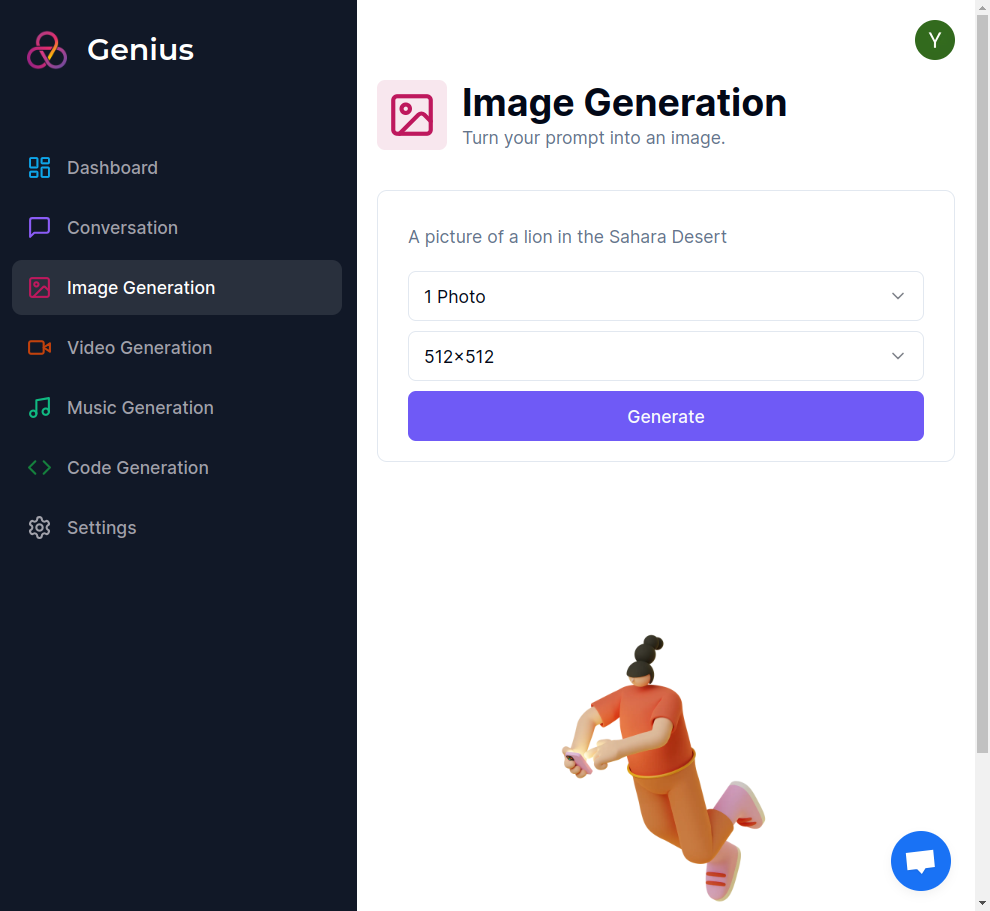 Genius
Dashboard
Conversation
Image Generation
Video Generation
Music Generation
Code Generation
Settings
Y
Image Generation
Turn your prompt into an image.
A picture of a lion in the Sahara Desert
1 Photo
512×512
Generate